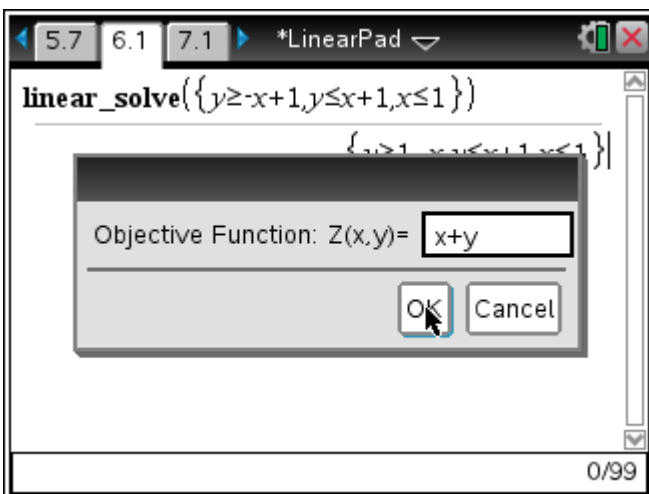 5.7 6.1 7.1 *LinearPad
linear_solve({y≥-x+1,y≤x+1,x≤1})
Objective Function: Z(x,y)= x+y
OK Cancel
0/99